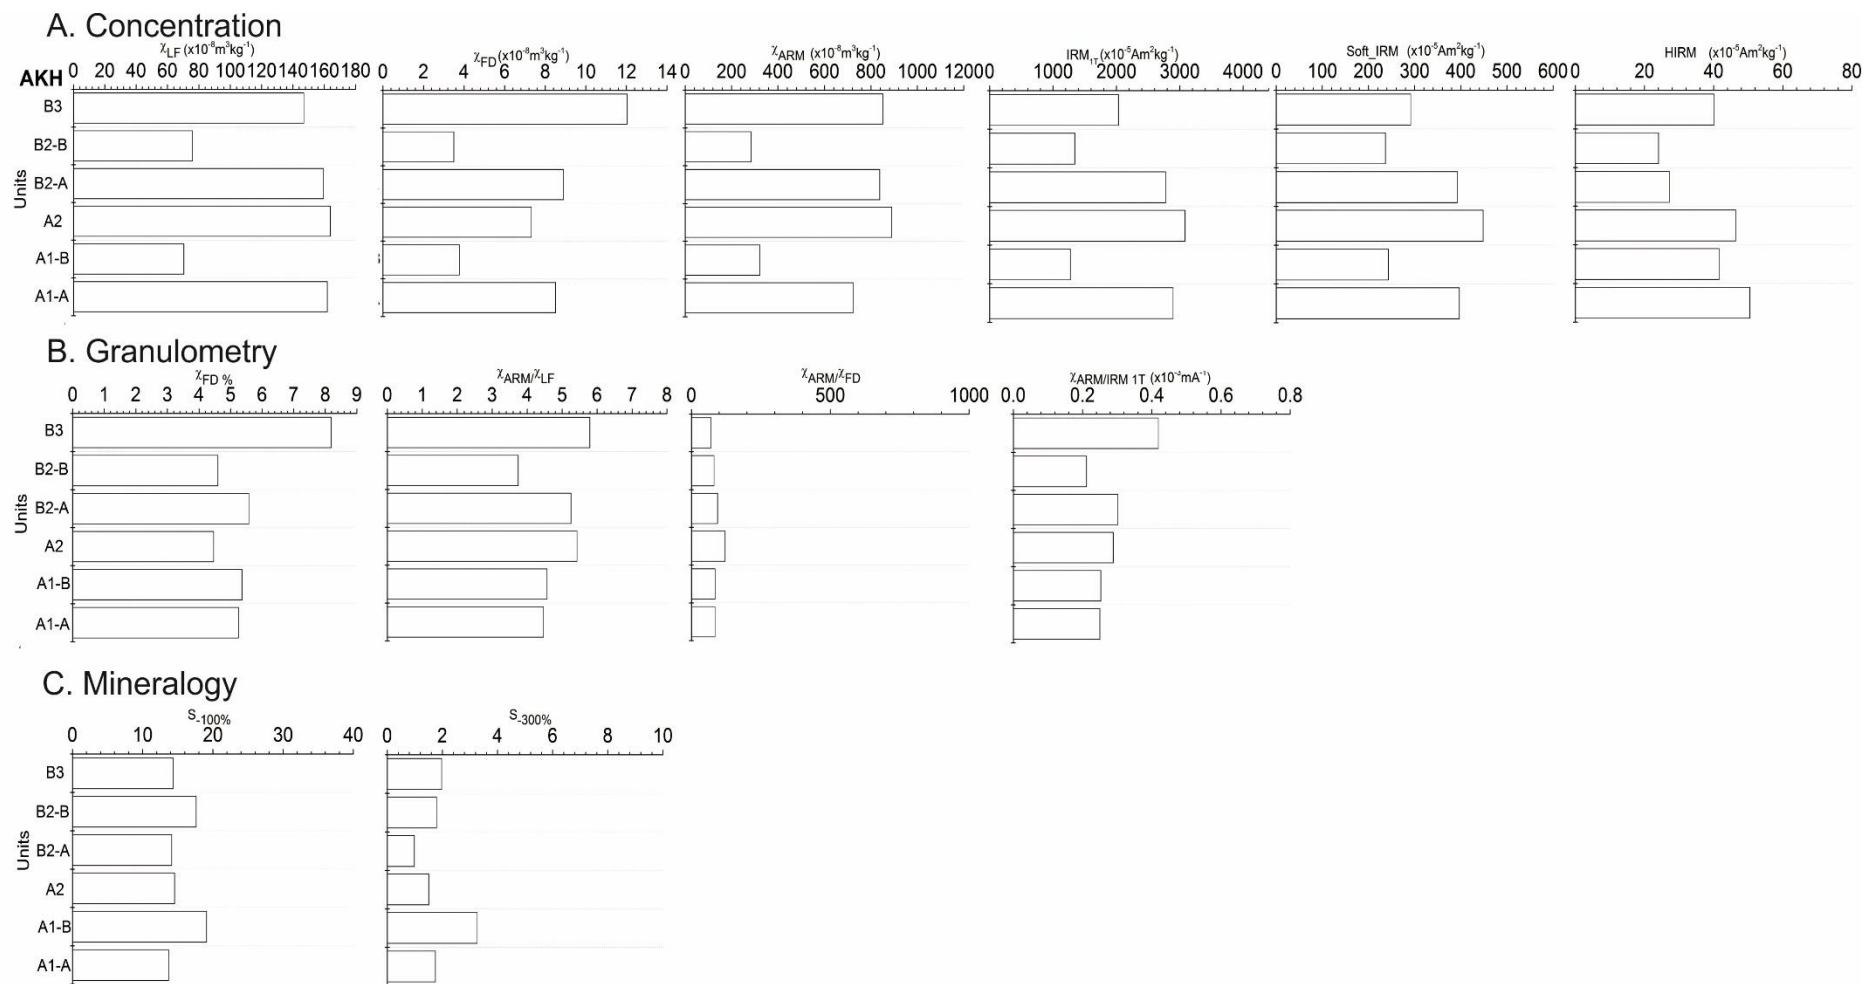 A. Concentration
χLF (x10⁻⁸m³kg⁻¹)
χFD (x10⁻⁸m³kg⁻¹)
χARM (x10⁻⁸m³kg⁻¹)
IRM1T (x10⁻⁵Am²kg⁻¹)
Soft_IRM (x10⁻⁵Am²kg⁻¹)
HIRM (x10⁻⁵Am²kg⁻¹)
0 20 40 60 80 100 120 140 160 180
0 2 4 6 8 10 12 14
0 200 400 600 800 1000 1200
0 1000 2000 3000 4000
0 100 200 300 400 500 600
0 20 40 60 80
AKH
B3
B2-B
B2-A
A2
A1-B
A1-A
Units
B. Granulometry
χFD %
χARM/χLF
χARM/χFD
χARM/IRM 1T (x10⁻³mA⁻¹)
0 1 2 3 4 5 6 7 8 9
0 1 2 3 4 5 6 7 8
0 500 1000
0.0 0.2 0.4 0.6 0.8
B3
B2-B
B2-A
A2
A1-B
A1-A
Units
C. Mineralogy
S-100%
S-300%
0 10 20 30 40
0 2 4 6 8 10
B3
B2-B
B2-A
A2
A1-B
A1-A
Units